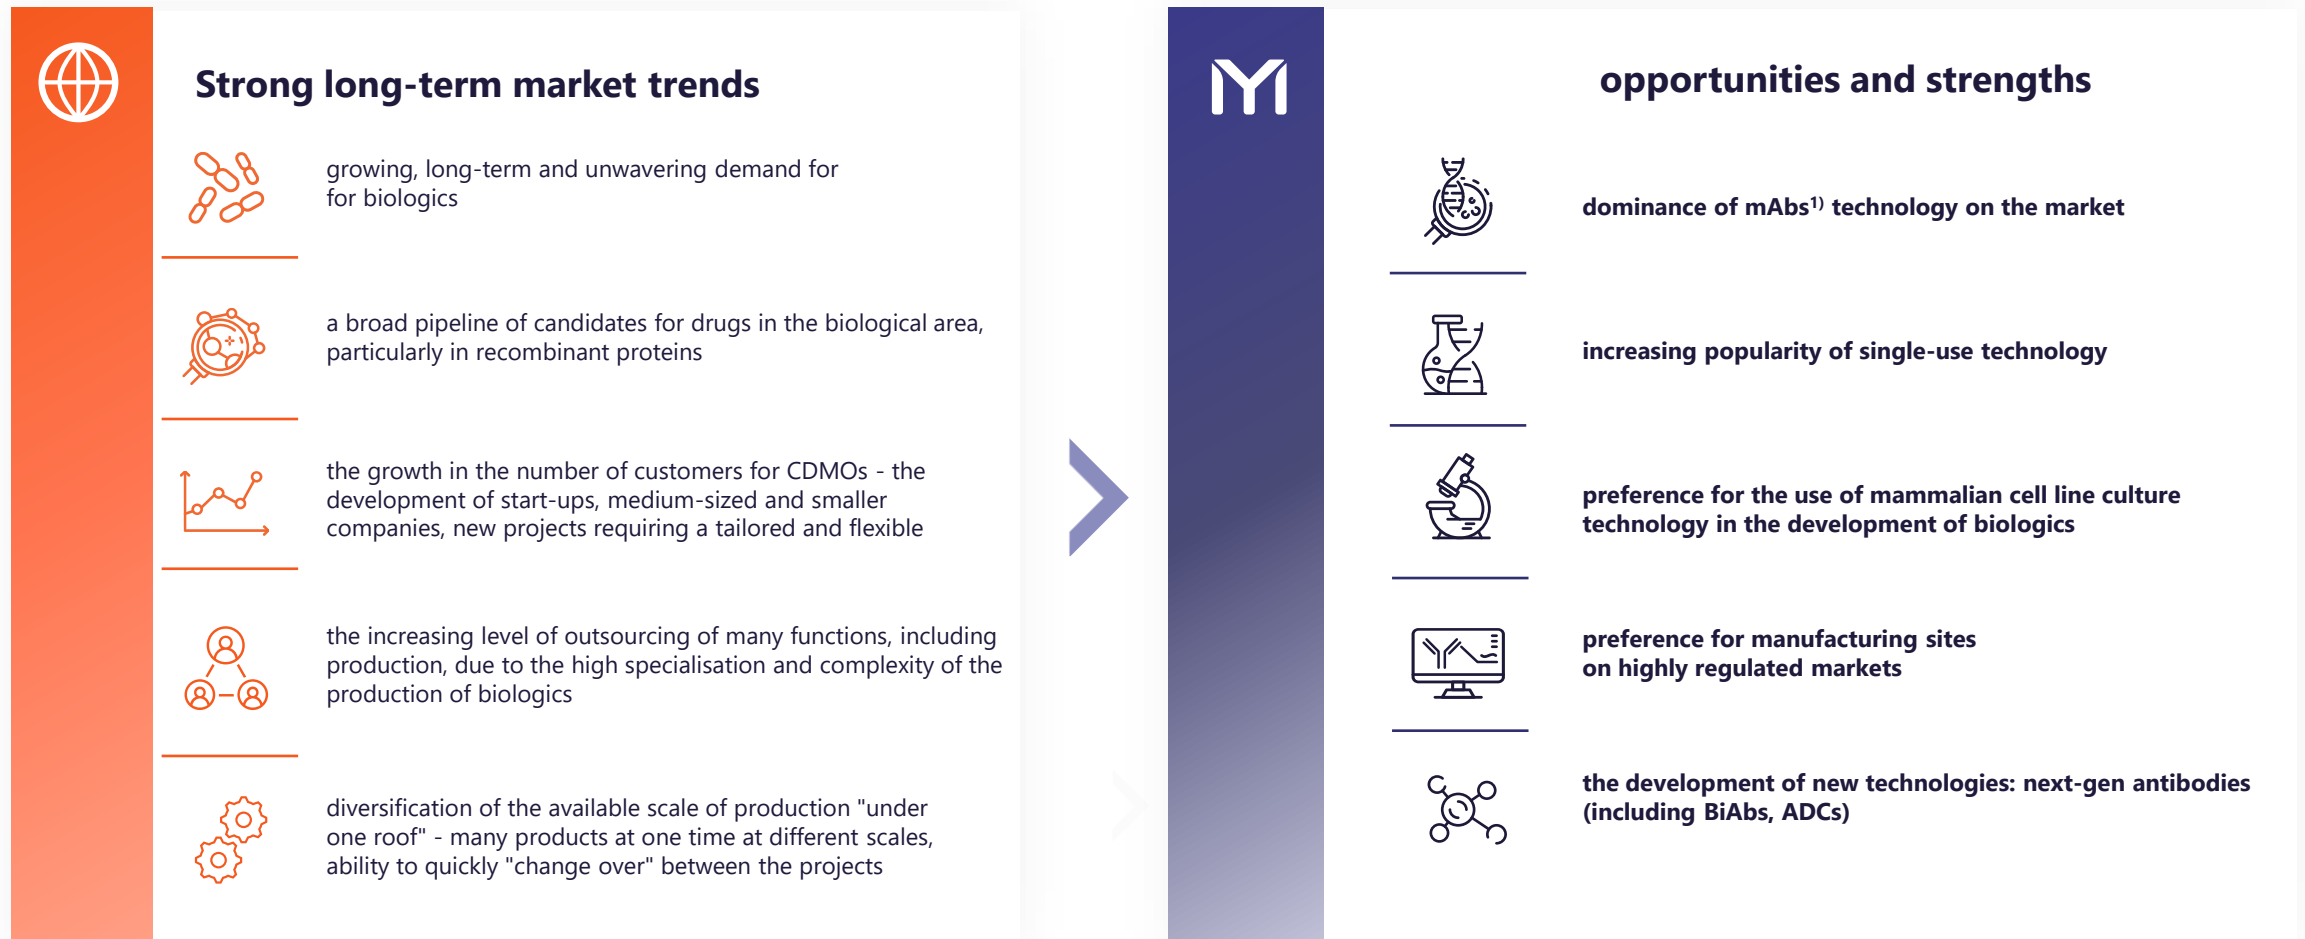 Strong long-term market trends
growing, long-term and unwavering demand for
for biologics
a broad pipeline of candidates for drugs in the biological area,
particularly in recombinant proteins
the growth in the number of customers for CDMOs - the
development of start-ups, medium-sized and smaller
companies, new projects requiring a tailored and flexible
the increasing level of outsourcing of many functions, including
production, due to the high specialisation and complexity of the
production of biologics
diversification of the available scale of production "under
one roof" - many products at one time at different scales,
ability to quickly "change over" between the projects
opportunities and strengths
dominance of mAbs¹⁾ technology on the market
increasing popularity of single-use technology
preference for the use of mammalian cell line culture
technology in the development of biologics
preference for manufacturing sites
on highly regulated markets
the development of new technologies: next-gen antibodies
(including BiAbs, ADCs)